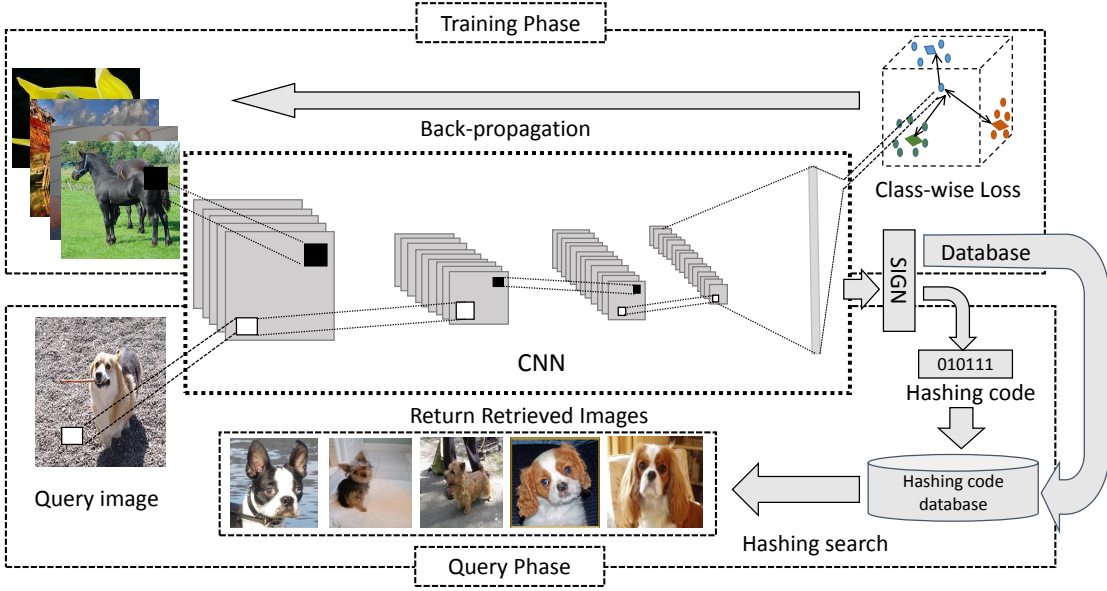 Training Phase
Back-propagation
Class-wise Loss
SIGN
Database
CNN
010111
Hashing code
Return Retrieved Images
Query image
Hashing code
database
Hashing search
Query Phase